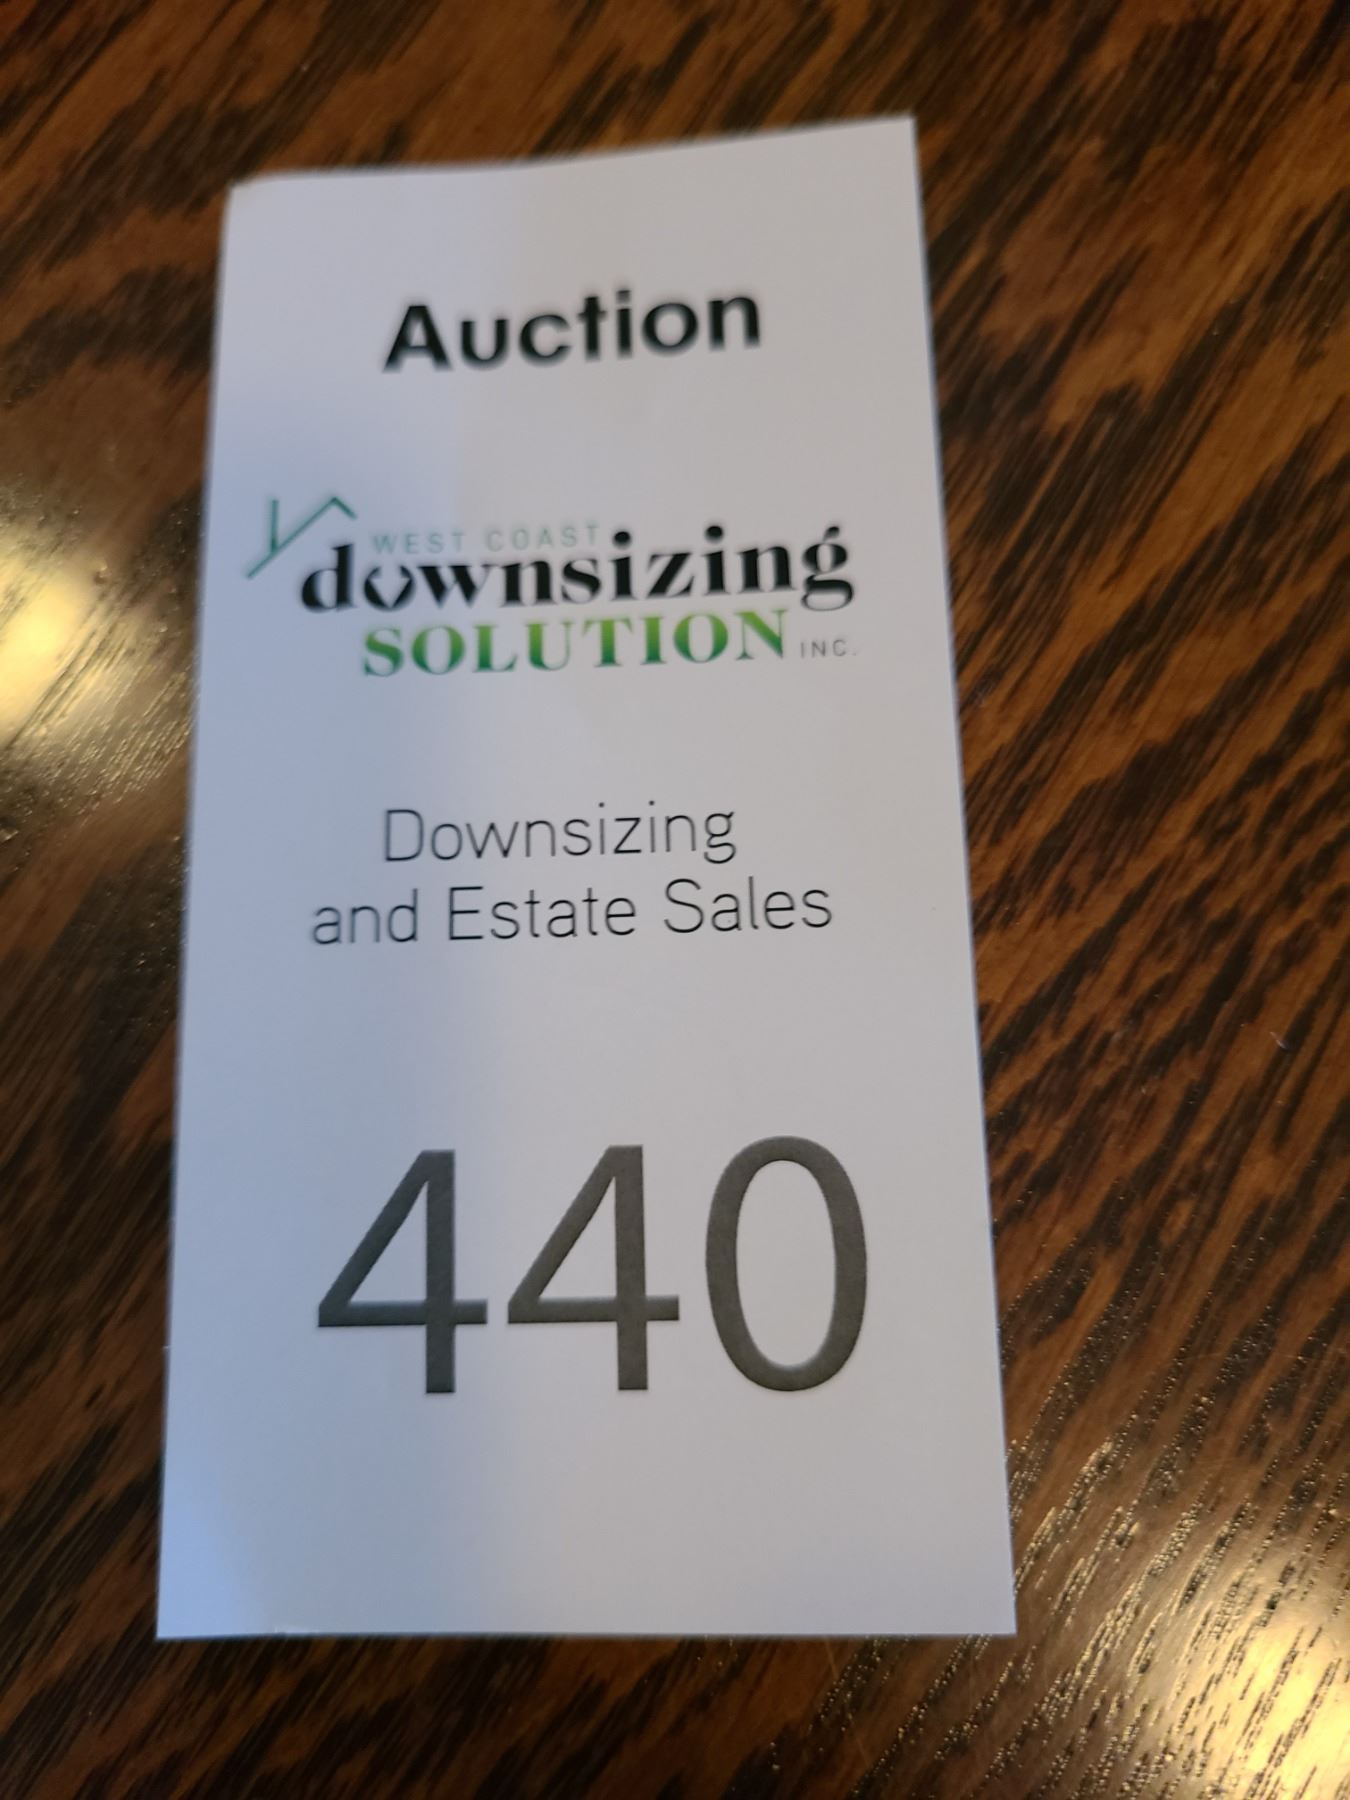 Auction
WEST COAST
downsizing
SOLUTION INC.
Downsizing
and Estate Sales
440